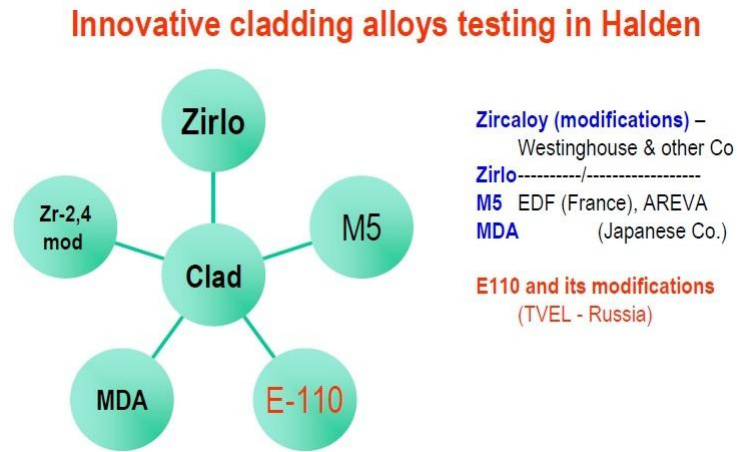 Innovative cladding alloys testing in Halden
Zirlo
Zr-2,4
mod
M5
Clad
MDA
E-110
Zircaloy (modifications) –
Westinghouse & other Co
Zirlo----------/------------------
M5 EDF (France), AREVA
MDA (Japanese Co.)
E110 and its modifications
(TVEL - Russia)